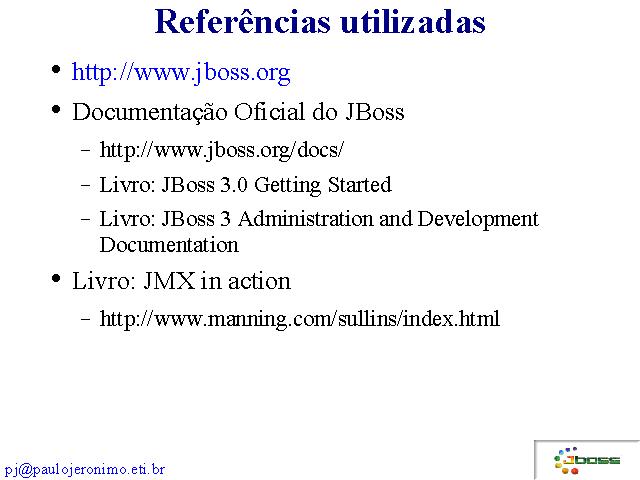 Referências utilizadas
• http://www.jboss.org
• Documentação Oficial do JBoss
– http://www.jboss.org/docs/
– Livro: JBoss 3.0 Getting Started
– Livro: JBoss 3 Administration and Development
Documentation
• Livro: JMX in action
– http://www.manning.com/sullins/index.html
pj@paulojeronimo.eti.br
JBoss